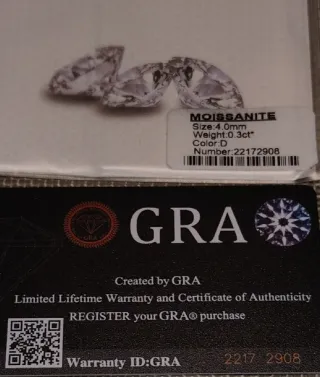 MOISSANITE
Size:4.0mm
Weight:0.3ct*
Color:D
Number:22172908
GRA
GRA
Created by GRA
Limited Lifetime Warranty and Certificate of Authenticity
REGISTER your GRA® purchase
Warranty ID:GRA 2217 2908